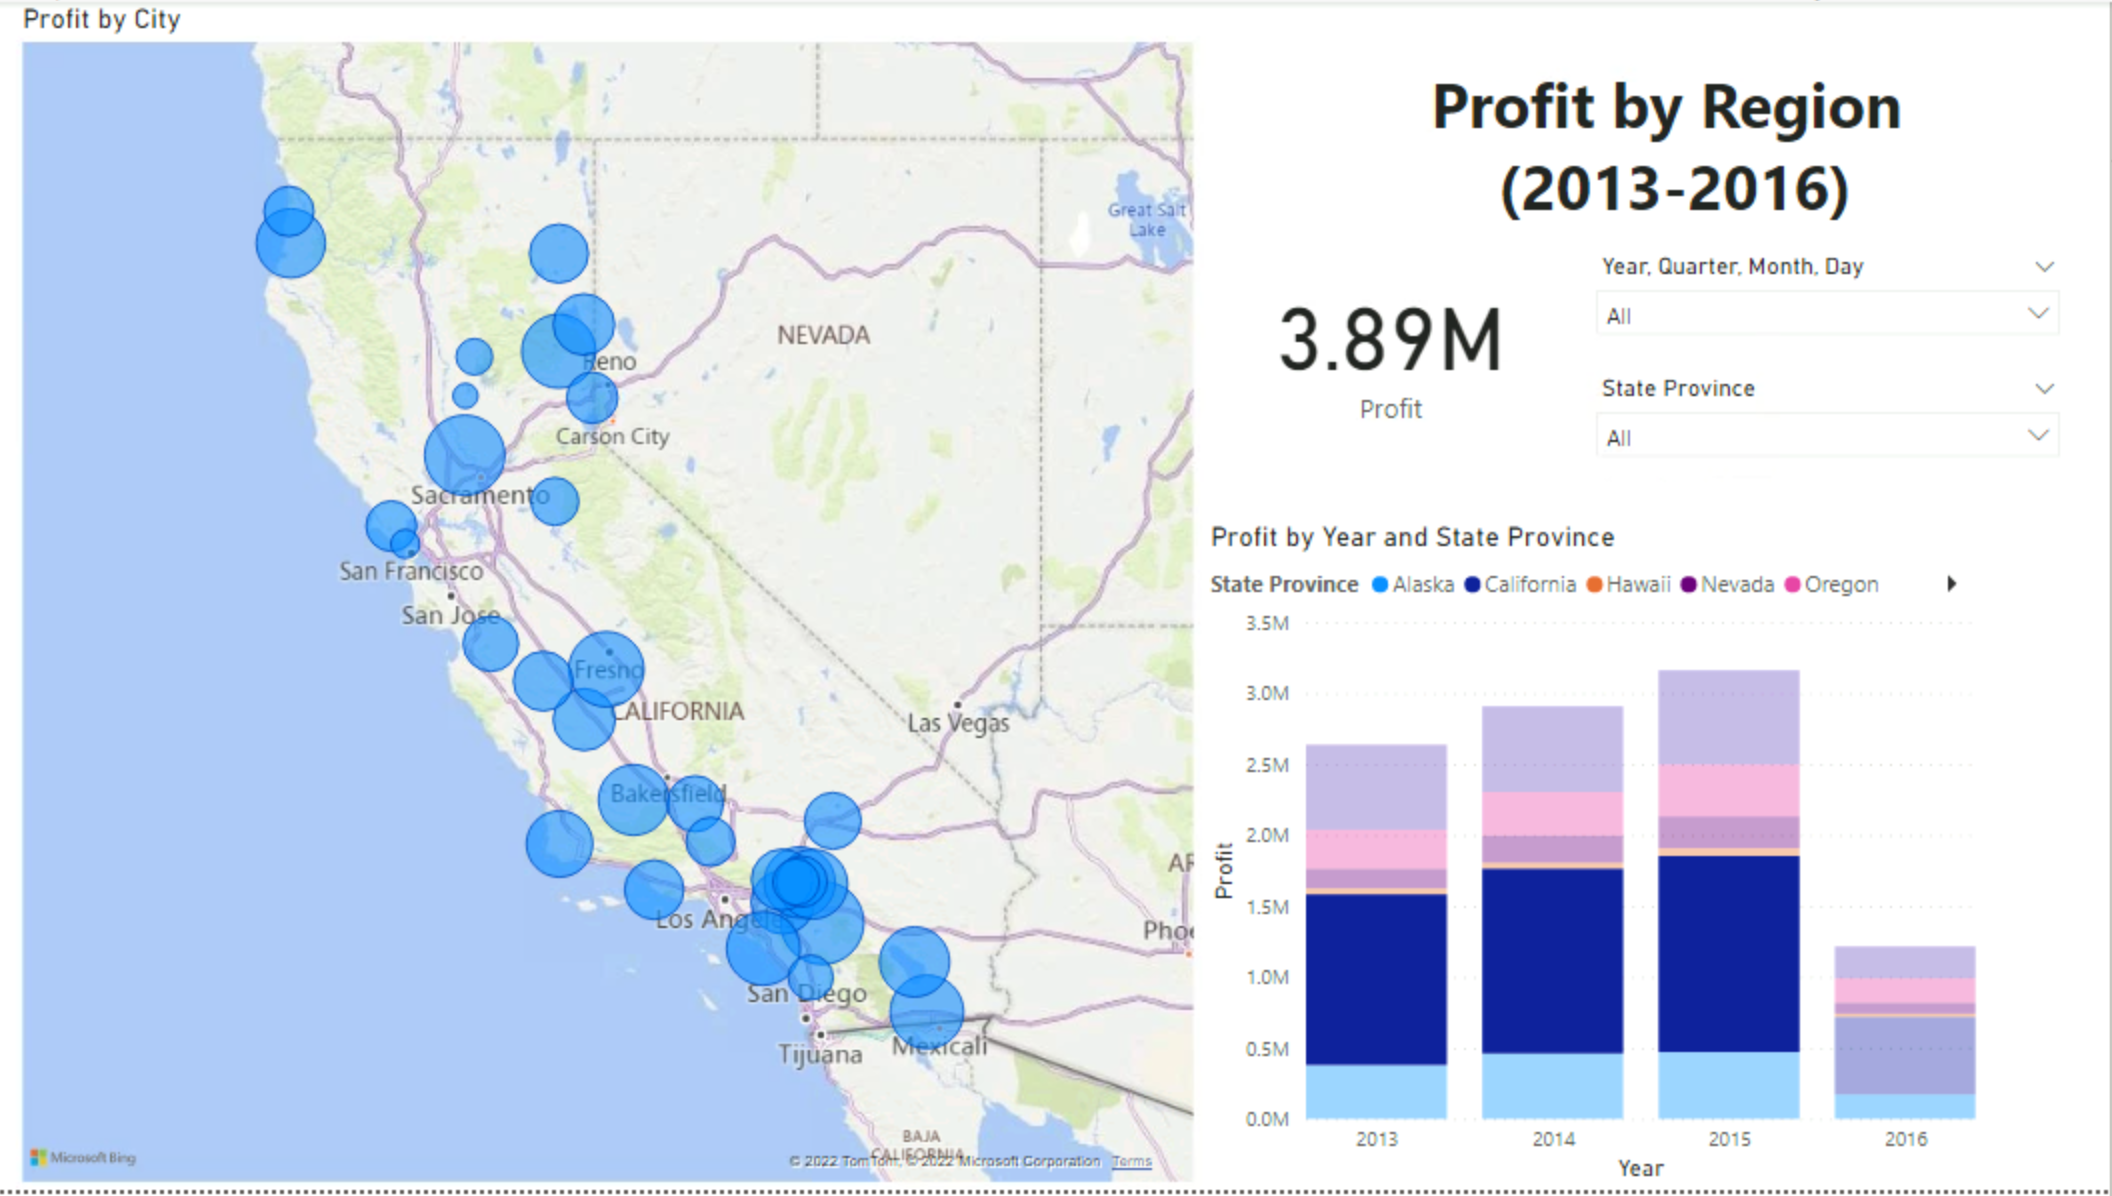 Profit by City
Great Salt
Lake
NEVADA
Reno
Carson City
Sacramento
San Francisco
San Jose
Fresno
CALIFORNIA
Las Vegas
Bakersfield
Los Angele
San Diego
Tijuana
Mexicali
AR
Phoe
BAJA
CALIFORNIA
Microsoft Bing
© 2022 TomTom, © 2022 Microsoft Corporation Terms
Profit by Region
(2013-2016)
3.89M
Profit
Year, Quarter, Month, Day
All
State Province
All
Profit by Year and State Province
State Province Alaska California Hawaii Nevada Oregon
3.5M
3.0M
2.5M
2.0M
1.5M
1.0M
0.5M
0.0M
Profit
2013 2014 2015 2016
Year